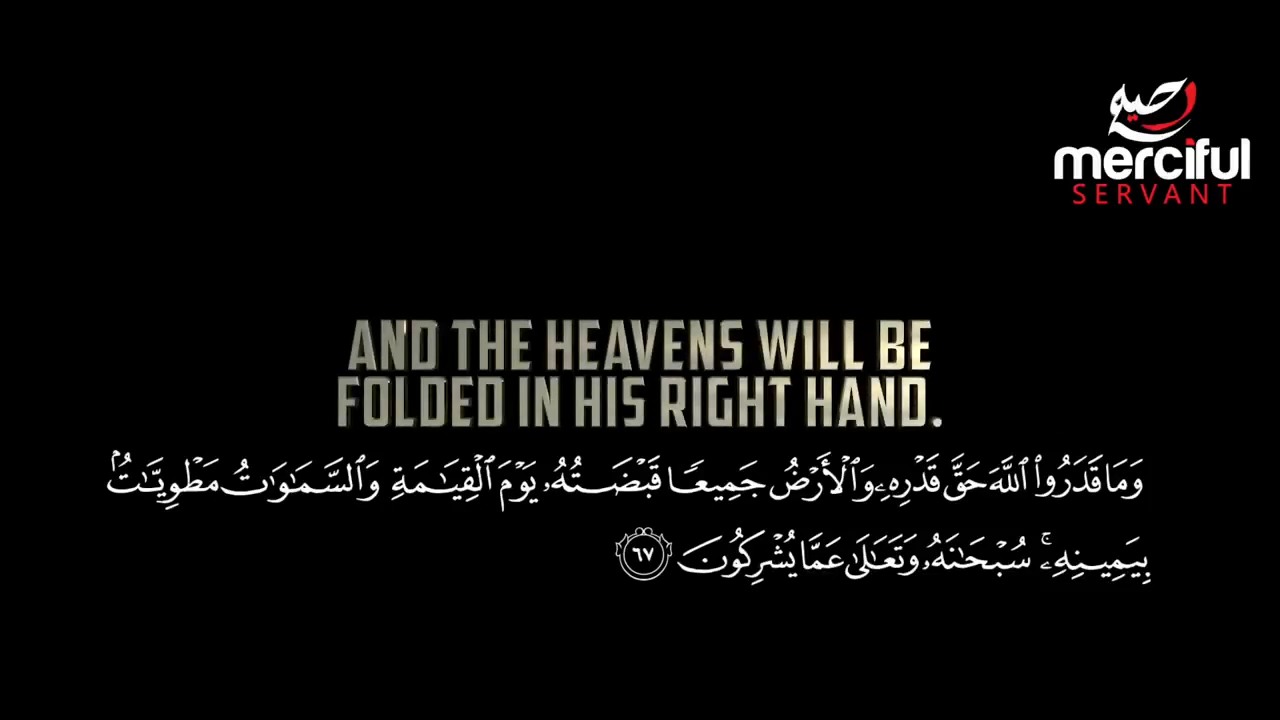 merciful
SERVANT
AND THE HEAVENS WILL BE
FOLDED IN HIS RIGHT HAND.
وَمَا قَدَرُوا۟ ٱللَّهَ حَقَّ قَدْرِهِۦ وَٱلْأَرْضُ جَمِيعًا قَبْضَتُهُۥ يَوْمَ ٱلْقِيَـٰمَةِ وَٱلسَّمَـٰوَٰتُ مَطْوِيَّـٰتٌۢ
بِيَمِينِهِۦ ۚ سُبْحَـٰنَهُۥ وَتَعَـٰلَىٰ عَمَّا يُشْرِكُونَ ٦٧